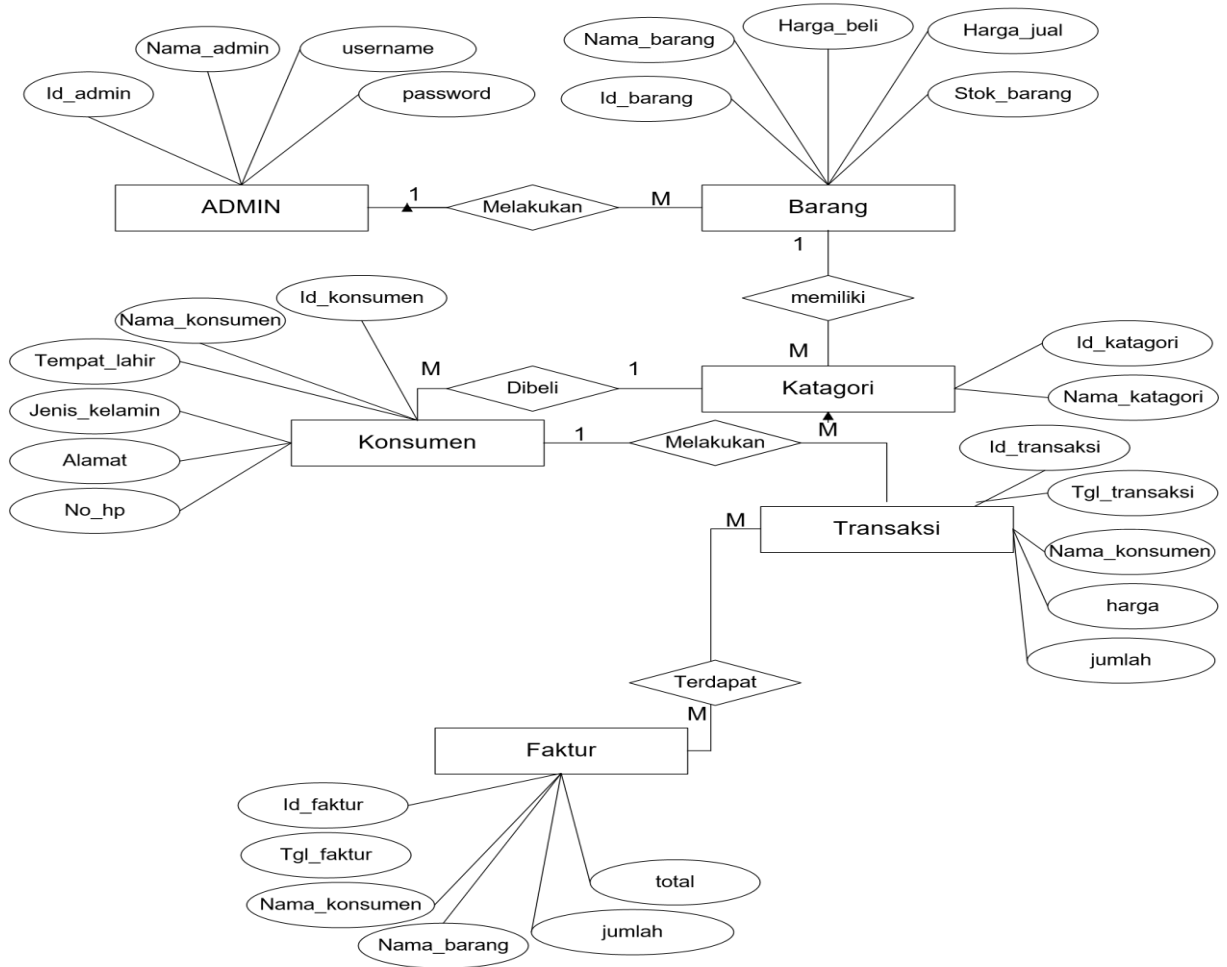 Harga_beli
Nama_admin
username
Nama_barang
Harga_jual
Id_admin
password
Id_barang
Stok_barang
1
M
ADMIN
Melakukan
Barang
1
memiliki
Id_konsumen
Nama_konsumen
Id_katagori
M
Tempat_lahir
M
Dibeli
1
Katagori
Nama_katagori
Jenis_kelamin
Konsumen
1
Melakukan
M
Id_transaksi
Alamat
Tgl_transaksi
No_hp
M
Transaksi
Nama_konsumen
harga
jumlah
Terdapat
M
Faktur
Id_faktur
Tgl_faktur
total
Nama_konsumen
jumlah
Nama_barang